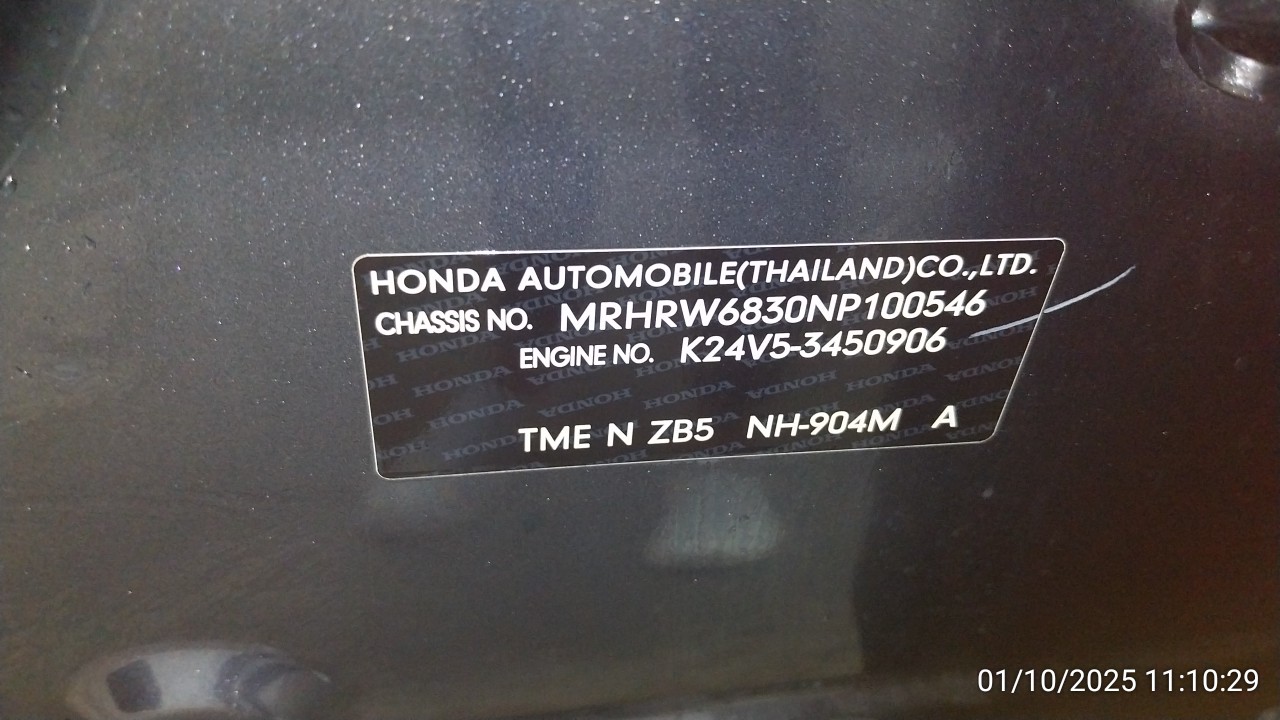 HONDA AUTOMOBILE(THAILAND)CO.,LTD.
CHASSIS NO. MRHRW6830NP100546
ENGINE NO. K24V5-3450906
TME N ZB5 NH-904M A
01/10/2025 11:10:29